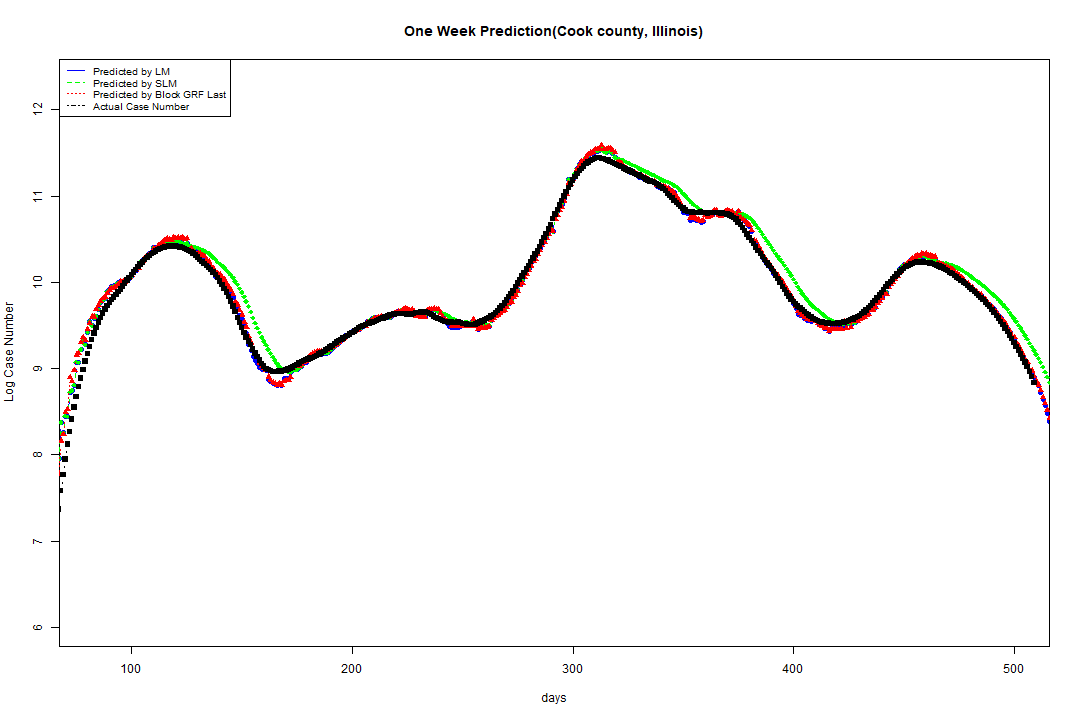 One Week Prediction(Cook county, Illinois)
Predicted by LM
Predicted by SLM
Predicted by Block GRF Last
Actual Case Number
Log Case Number
12
11
10
9
8
7
6
100 200 300 400 500
days